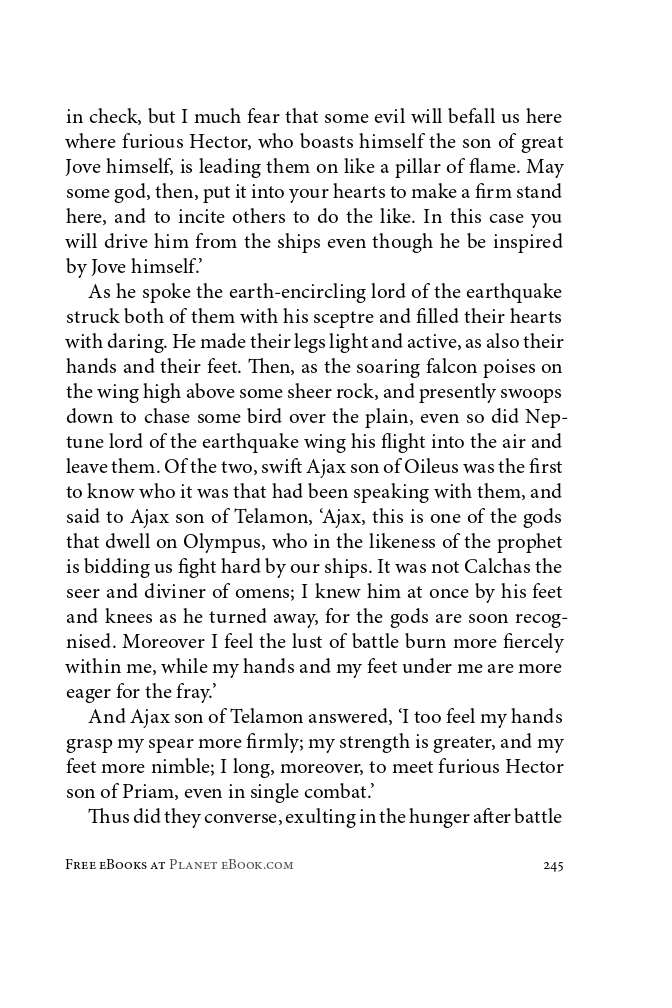 in check, but I much fear that some evil will befall us here
where furious Hector, who boasts himself the son of great
Jove himself, is leading them on like a pillar of flame. May
some god, then, put it into your hearts to make a firm stand
here, and to incite others to do the like. In this case you
will drive him from the ships even though he be inspired
by Jove himself.’
As he spoke the earth-encircling lord of the earthquake
struck both of them with his sceptre and filled their hearts
with daring. He made their legs light and active, as also their
hands and their feet. Then, as the soaring falcon poises on
the wing high above some sheer rock, and presently swoops
down to chase some bird over the plain, even so did Nep-
tune lord of the earthquake wing his flight into the air and
leave them. Of the two, swift Ajax son of Oileus was the first
to know who it was that had been speaking with them, and
said to Ajax son of Telamon, ‘Ajax, this is one of the gods
that dwell on Olympus, who in the likeness of the prophet
is bidding us fight hard by our ships. It was not Calchas the
seer and diviner of omens; I knew him at once by his feet
and knees as he turned away, for the gods are soon recog-
nised. Moreover I feel the lust of battle burn more fiercely
within me, while my hands and my feet under me are more
eager for the fray.’
And Ajax son of Telamon answered, ‘I too feel my hands
grasp my spear more firmly; my strength is greater, and my
feet more nimble; I long, moreover, to meet furious Hector
son of Priam, even in single combat.’
Thus did they converse, exulting in the hunger after battle
Free eBooks at Planet eBook.com 245